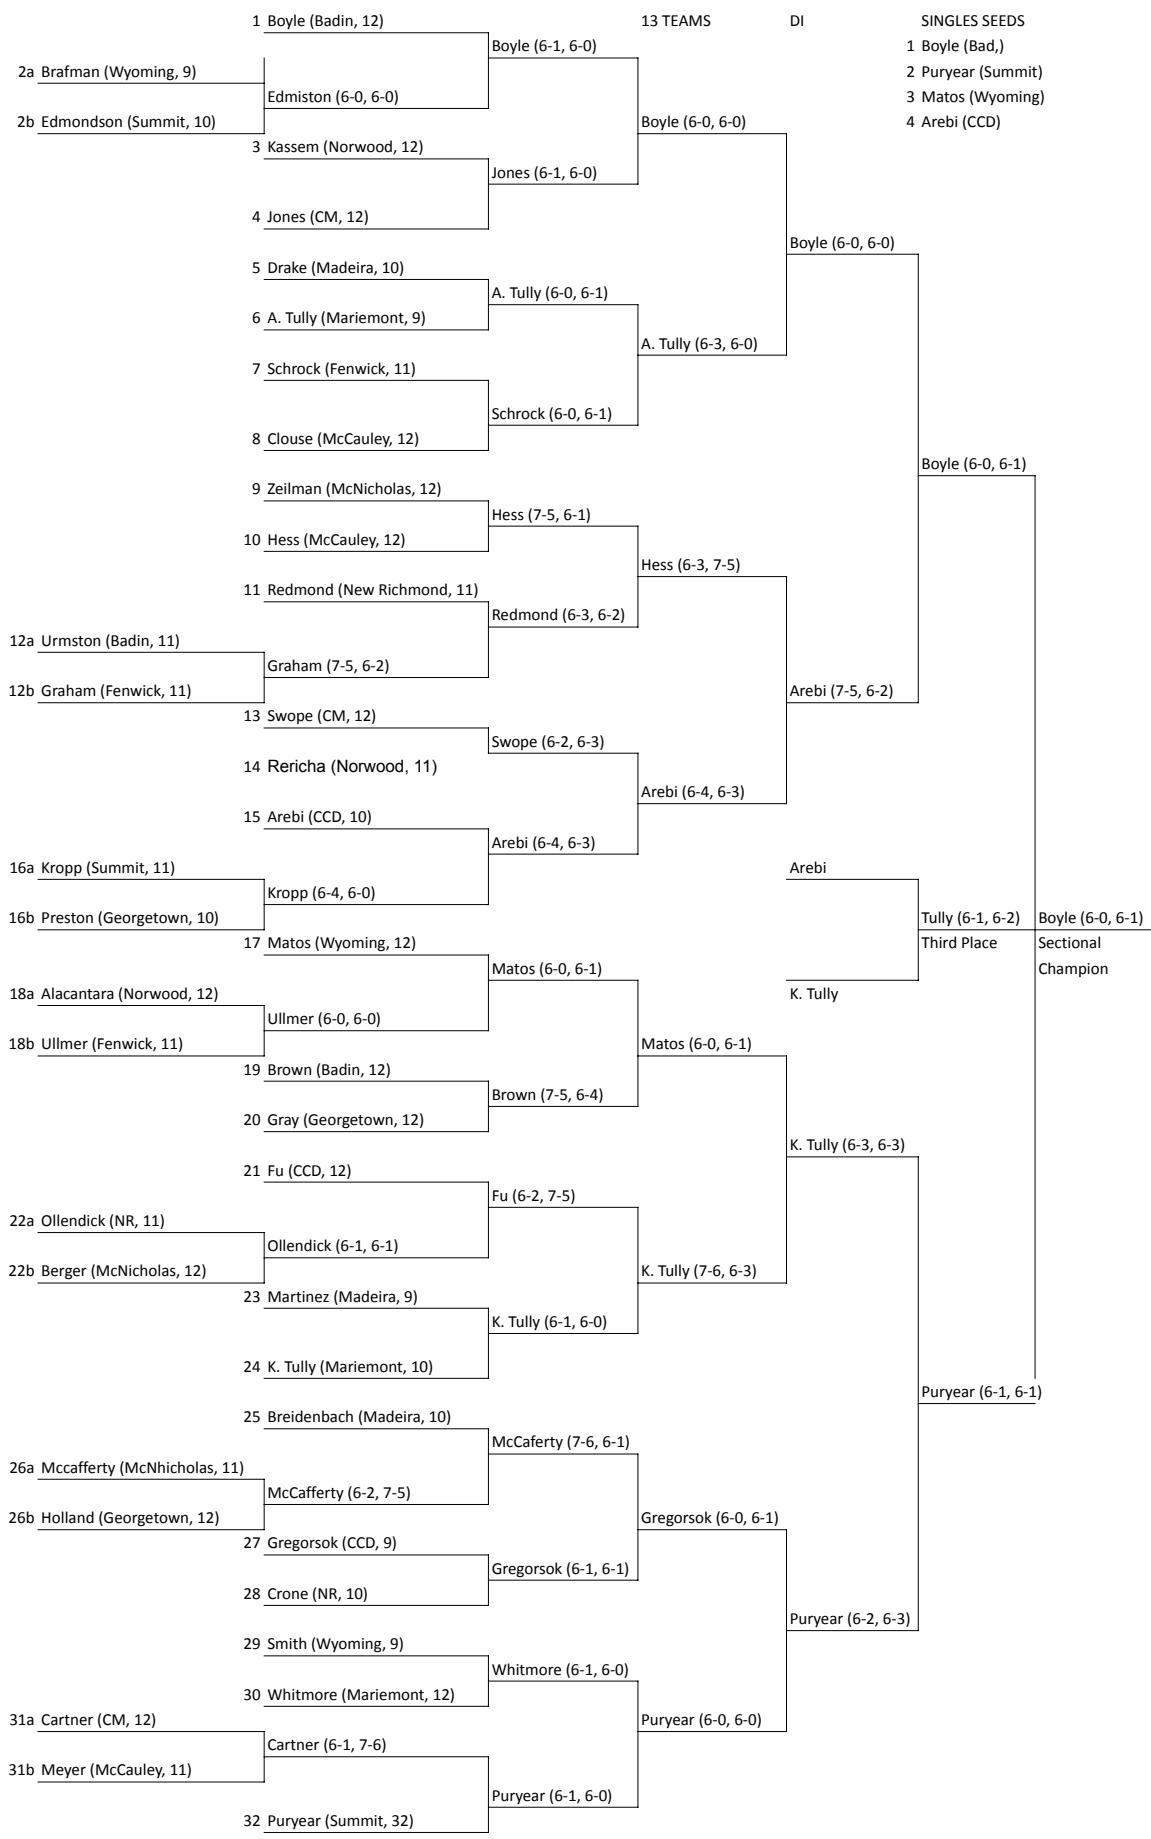 1 Boyle (Badin, 12)
13 TEAMS
DI
SINGLES SEEDS
Boyle (6-1, 6-0)
1 Boyle (Bad,)
2a Brafman (Wyoming, 9)
2 Puryear (Summit)
Edmiston (6-0, 6-0)
3 Matos (Wyoming)
2b Edmondson (Summit, 10)
Boyle (6-0, 6-0)
4 Arebi (CCD)
3 Kassem (Norwood, 12)
Jones (6-1, 6-0)
4 Jones (CM, 12)
Boyle (6-0, 6-0)
5 Drake (Madeira, 10)
A. Tully (6-0, 6-1)
6 A. Tully (Mariemont, 9)
A. Tully (6-3, 6-0)
7 Schrock (Fenwick, 11)
Schrock (6-0, 6-1)
8 Clouse (McCauley, 12)
Boyle (6-0, 6-1)
9 Zeilman (McNicholas, 12)
Hess (7-5, 6-1)
10 Hess (McCauley, 12)
Hess (6-3, 7-5)
11 Redmond (New Richmond, 11)
Redmond (6-3, 6-2)
12a Urmston (Badin, 11)
Graham (7-5, 6-2)
12b Graham (Fenwick, 11)
Arebi (7-5, 6-2)
13 Swope (CM, 12)
Swope (6-2, 6-3)
14 Rericha (Norwood, 11)
Arebi (6-4, 6-3)
15 Arebi (CCD, 10)
Arebi (6-4, 6-3)
16a Kropp (Summit, 11)
Arebi
Kropp (6-4, 6-0)
16b Preston (Georgetown, 10)
Tully (6-1, 6-2)
Boyle (6-0, 6-1)
17 Matos (Wyoming, 12)
Third Place
Sectional
Matos (6-0, 6-1)
Champion
18a Alacantara (Norwood, 12)
K. Tully
Ullmer (6-0, 6-0)
18b Ullmer (Fenwick, 11)
Matos (6-0, 6-1)
19 Brown (Badin, 12)
Brown (7-5, 6-4)
20 Gray (Georgetown, 12)
K. Tully (6-3, 6-3)
21 Fu (CCD, 12)
Fu (6-2, 7-5)
22a Ollendick (NR, 11)
Ollendick (6-1, 6-1)
22b Berger (McNicholas, 12)
K. Tully (7-6, 6-3)
23 Martinez (Madeira, 9)
K. Tully (6-1, 6-0)
24 K. Tully (Mariemont, 10)
Puryear (6-1, 6-1)
25 Breidenbach (Madeira, 10)
McCaferty (7-6, 6-1)
26a Mccafferty (McNhicholas, 11)
McCafferty (6-2, 7-5)
26b Holland (Georgetown, 12)
Gregorsok (6-0, 6-1)
27 Gregorsok (CCD, 9)
Gregorsok (6-1, 6-1)
28 Crone (NR, 10)
Puryear (6-2, 6-3)
29 Smith (Wyoming, 9)
Whitmore (6-1, 6-0)
30 Whitmore (Mariemont, 12)
31a Cartner (CM, 12)
Puryear (6-0, 6-0)
Cartner (6-1, 7-6)
31b Meyer (McCauley, 11)
Puryear (6-1, 6-0)
32 Puryear (Summit, 32)